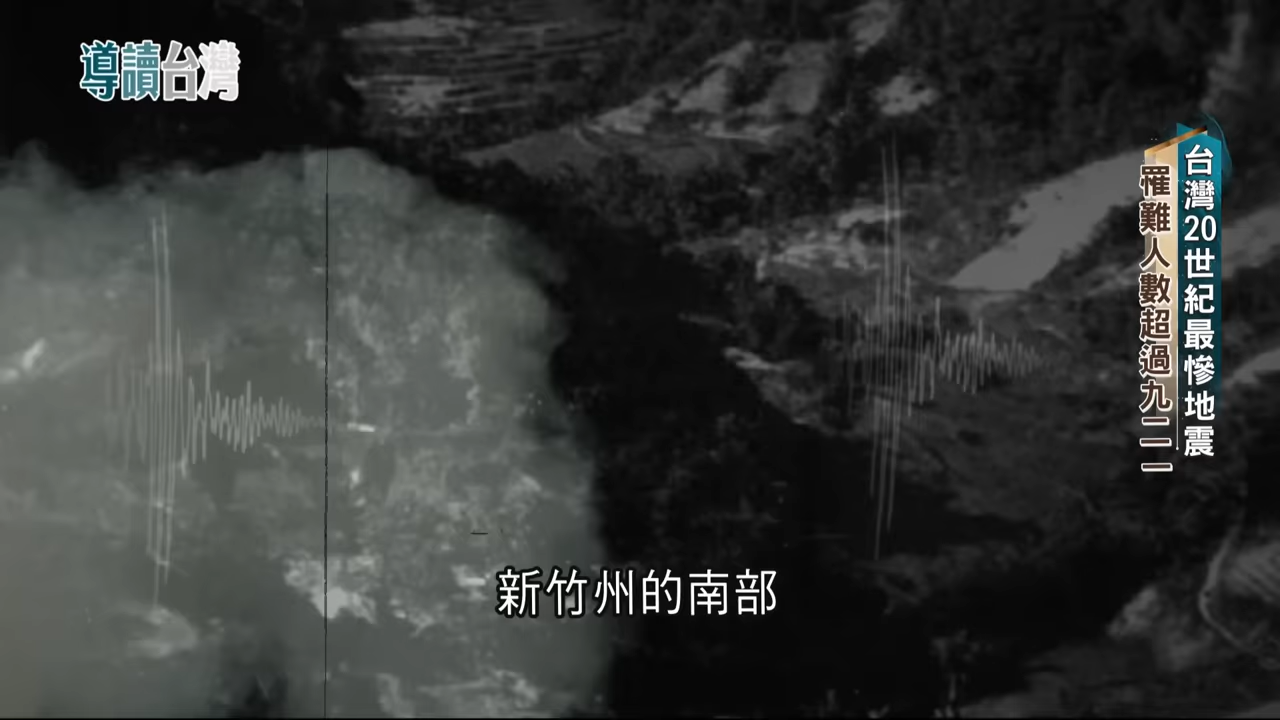 導讀台灣
台灣20世紀最慘地震
罹難人數超過九二一
新竹州的南部